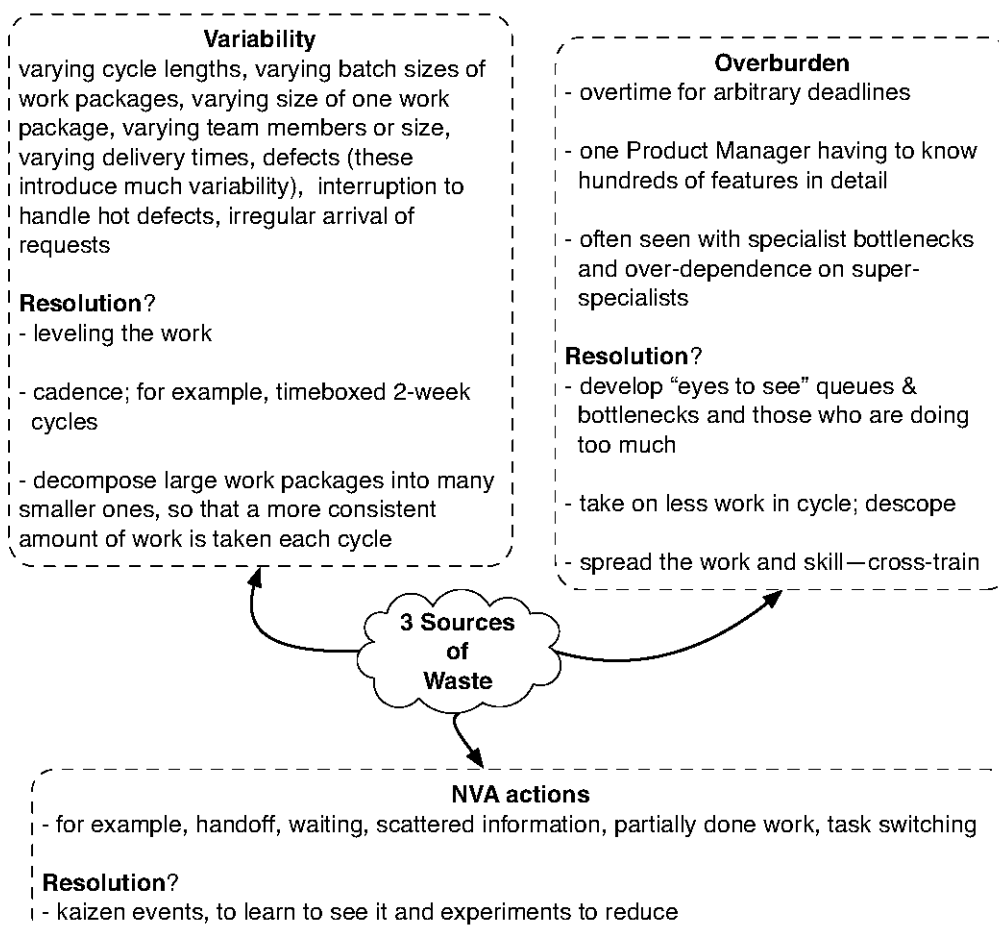 Variability
varying cycle lengths, varying batch sizes of
work packages, varying size of one work
package, varying team members or size,
varying delivery times, defects (these
introduce much variability),  interruption to
handle hot defects, irregular arrival of
requests
Resolution?
- leveling the work
- cadence; for example, timeboxed 2-week
cycles
- decompose large work packages into many
smaller ones, so that a more consistent
amount of work is taken each cycle
Overburden
- overtime for arbitrary deadlines
- one Product Manager having to know
hundreds of features in detail
- often seen with specialist bottlenecks
and over-dependence on super-
specialists
Resolution?
- develop “eyes to see” queues &
bottlenecks and those who are doing
too much
- take on less work in cycle; descope
- spread the work and skill—cross-train
3 Sources
of
Waste
NVA actions
- for example, handoff, waiting, scattered information, partially done work, task switching
Resolution?
- kaizen events, to learn to see it and experiments to reduce